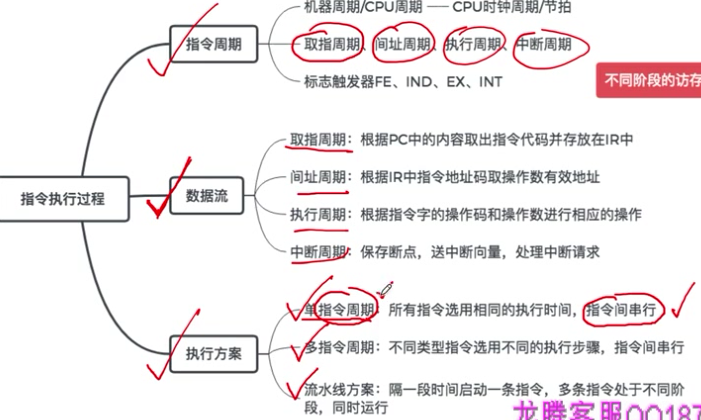 机器周期/CPU周期 —— CPU时钟周期/节拍
指令周期
取指周期、间址周期、执行周期、中断周期
标志触发器FE、IND、EX、INT
不同阶段的访存
取指周期：根据PC中的内容取出指令代码并存放在IR中
间址周期：根据IR中指令地址码取操作数有效地址
指令执行过程
数据流
执行周期：根据指令字的操作码和操作数进行相应的操作
中断周期：保存断点，送中断向量，处理中断请求
单指令周期：所有指令选用相同的执行时间，指令间串行
执行方案
多指令周期：不同类型指令选用不同的执行步骤，指令间串行
流水线方案：隔一段时间启动一条指令，多条指令处于不同阶
段，同时运行
龙腾客服QQ187